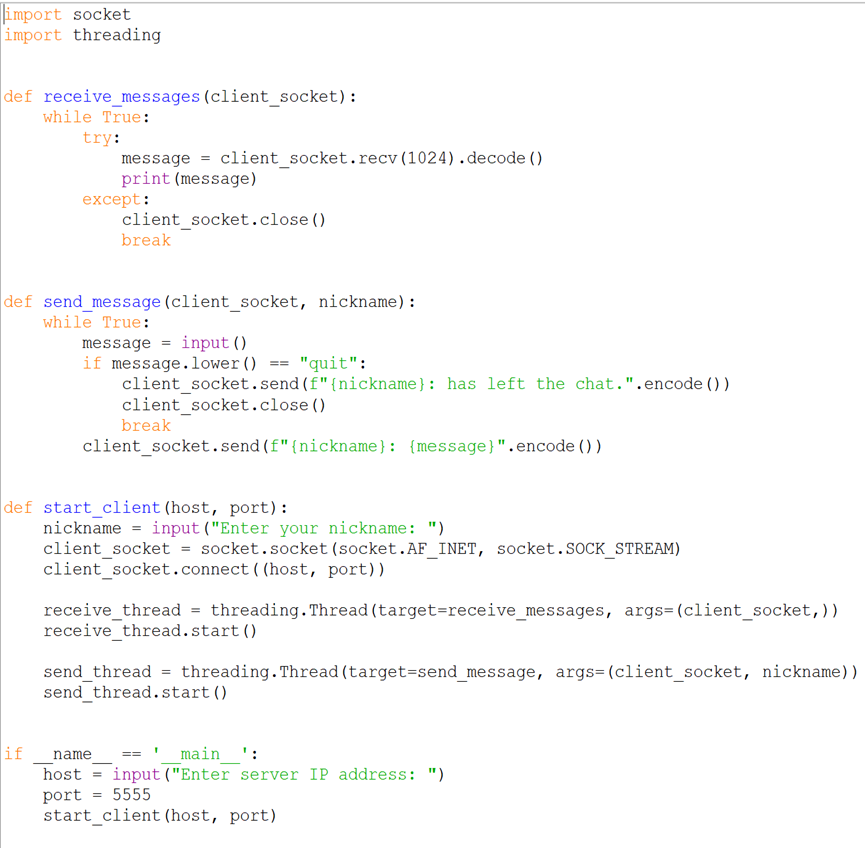 import socket
import threading


def receive_messages(client_socket):
    while True:
        try:
            message = client_socket.recv(1024).decode()
            print(message)
        except:
            client_socket.close()
            break


def send_message(client_socket, nickname):
    while True:
        message = input()
        if message.lower() == "quit":
            client_socket.send(f"{nickname}: has left the chat.".encode())
            client_socket.close()
            break
        client_socket.send(f"{nickname}: {message}".encode())


def start_client(host, port):
    nickname = input("Enter your nickname: ")
    client_socket = socket.socket(socket.AF_INET, socket.SOCK_STREAM)
    client_socket.connect((host, port))

    receive_thread = threading.Thread(target=receive_messages, args=(client_socket,))
    receive_thread.start()

    send_thread = threading.Thread(target=send_message, args=(client_socket, nickname))
    send_thread.start()


if __name__ == '__main__':
    host = input("Enter server IP address: ")
    port = 5555
    start_client(host, port)